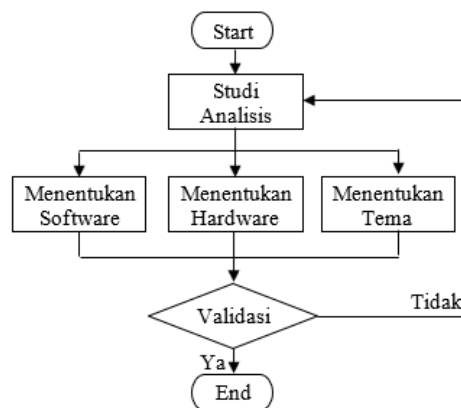 Start
Studi
Analisis
Menentukan
Software
Menentukan
Hardware
Menentukan
Tema
Validasi
Tidak
Ya
End